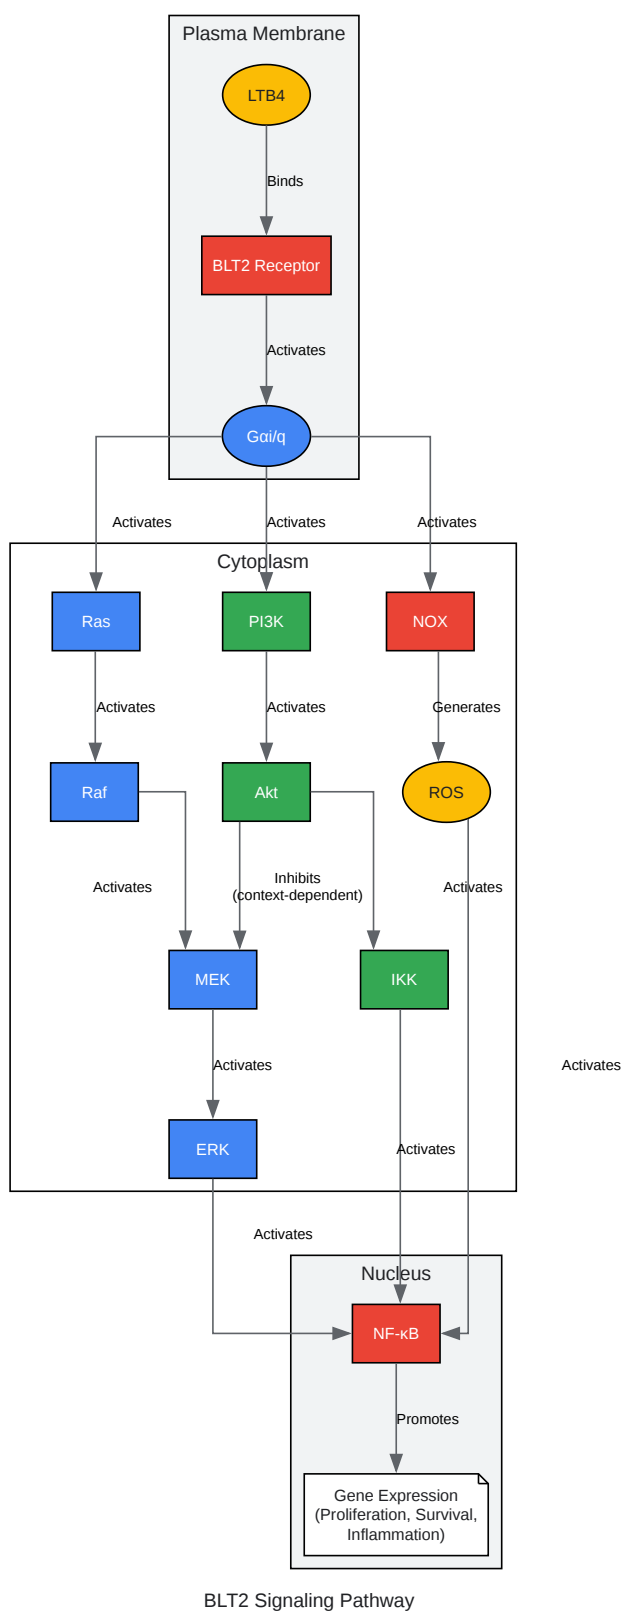 Plasma Membrane
LTB4
Binds
BLT2 Receptor
Activates
Gαi/q
Activates
Activates
Activates
Cytoplasm
Ras
PI3K
NOX
Activates
Activates
Generates
Raf
Akt
ROS
Activates
Inhibits
(context-dependent)
Activates
MEK
IKK
Activates
Activates
ERK
Activates
Activates
Nucleus
NF-κB
Promotes
Gene Expression
(Proliferation, Survival,
Inflammation)
BLT2 Signaling Pathway